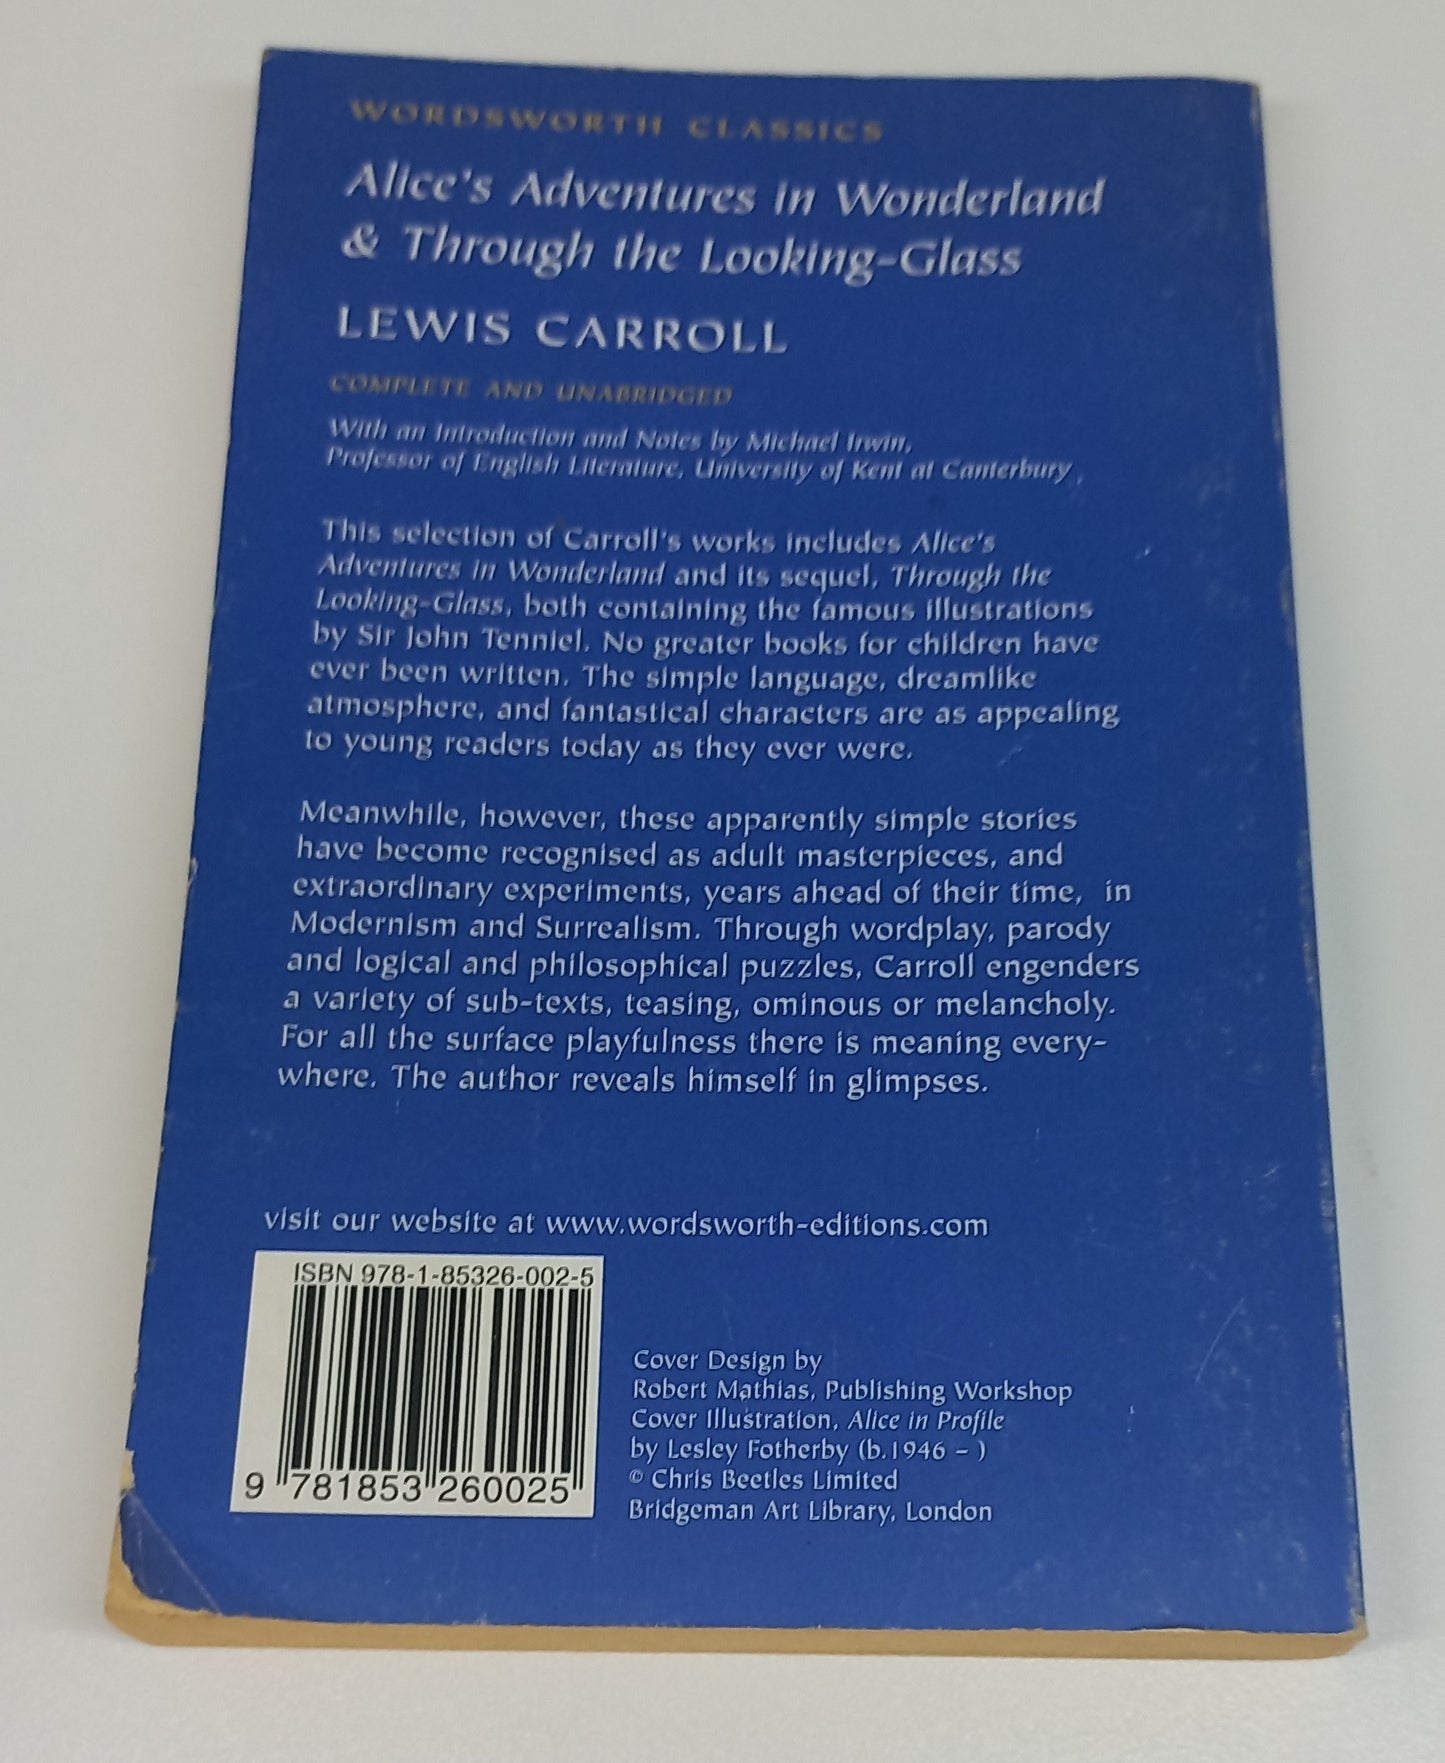 WORDSWORTH CLASSICS
Alice's Adventures in Wonderland
& Through the Looking-Glass
LEWIS CARROLL
COMPLETE AND UNABRIDGED
With an Introduction and Notes by Michael Irwin,
Professor of English Literature, University of Kent at Canterbury
This selection of Carroll's works includes Alice's
Adventures in Wonderland and its sequel, Through the
Looking-Glass, both containing the famous illustrations
by Sir John Tenniel. No greater books for children have
ever been written. The simple language, dreamlike
atmosphere, and fantastical characters are as appealing
to young readers today as they ever were.
Meanwhile, however, these apparently simple stories
have become recognised as adult masterpieces, and
extraordinary experiments, years ahead of their time, in
Modernism and Surrealism. Through wordplay, parody
and logical and philosophical puzzles, Carroll engenders
a variety of sub-texts, teasing, ominous or melancholy.
For all the surface playfulness there is meaning every-
where. The author reveals himself in glimpses.
visit our website at www.wordsworth-editions.com
ISBN 978-1-85326-002-5
9 781853 260025
Cover Design by
Robert Mathias, Publishing Workshop
Cover Illustration, Alice in Profile
by Lesley Fotherby (b.1946 - )
© Chris Beetles Limited
Bridgeman Art Library, London